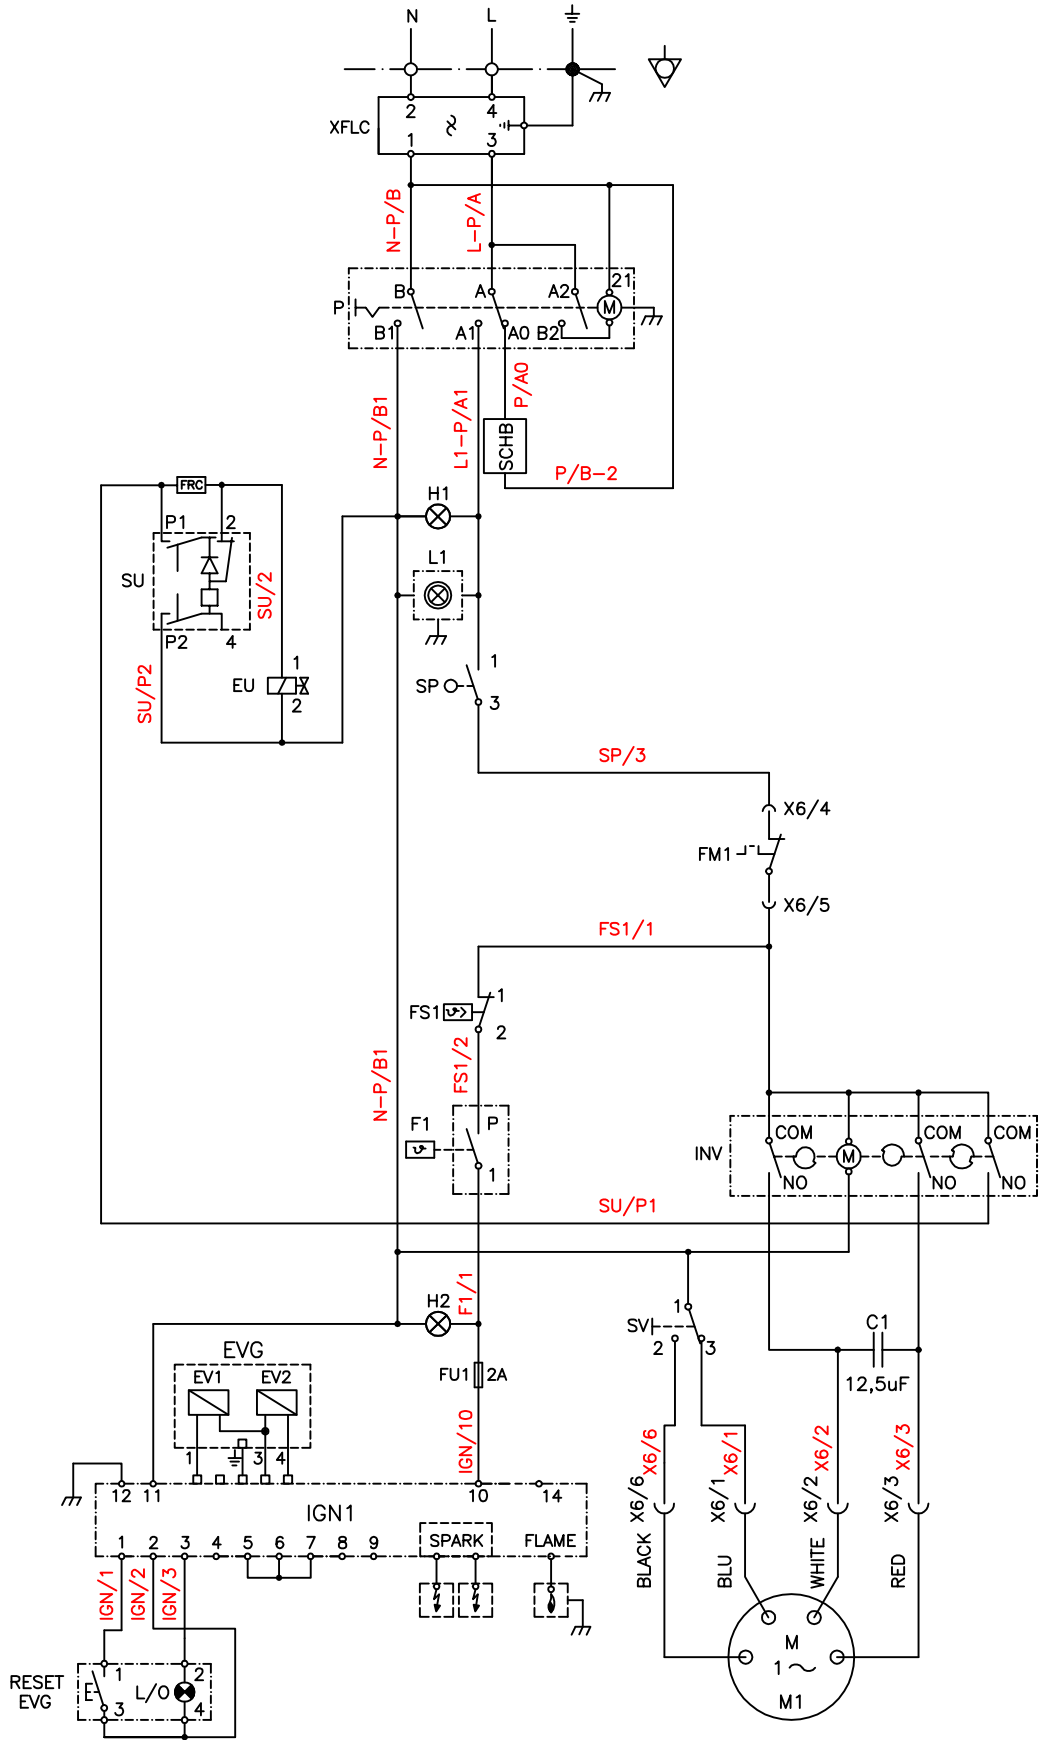 N L
2 4
XFLC
1 3
N-P/B L-P/A
21
B A A2
P M
B1 A1 A0 B2
N-P/B1 L1-P/A1 P/A0
SCHB
P/B-2
FRC
H1
P1 2
L1
SU
SU/2
P2 4
SU/P2
1
EU
2
1
SP
3
SP/3
X6/4
FM1
X6/5
FS1/1
1
FS1
2
N-P/B1 FS1/2
F1 P
1
COM COM COM
INV M
NO NO NO
SU/P1
F1/1
H2
1
SV
2 3
C1
12,5uF
EVG
EV1 EV2
FU1 2A
1 3 4
IGN/10
X6/6 X6/1 X6/2 X6/3
12 11 10 14
X6/6 X6/1 X6/2 X6/3
IGN1
1 2 3 4 5 6 7 8 9 SPARK FLAME
BLACK BLU WHITE RED
IGN/1 IGN/2 IGN/3
M
1
M1
RESET
EVG
1 2
E L/O
3 4